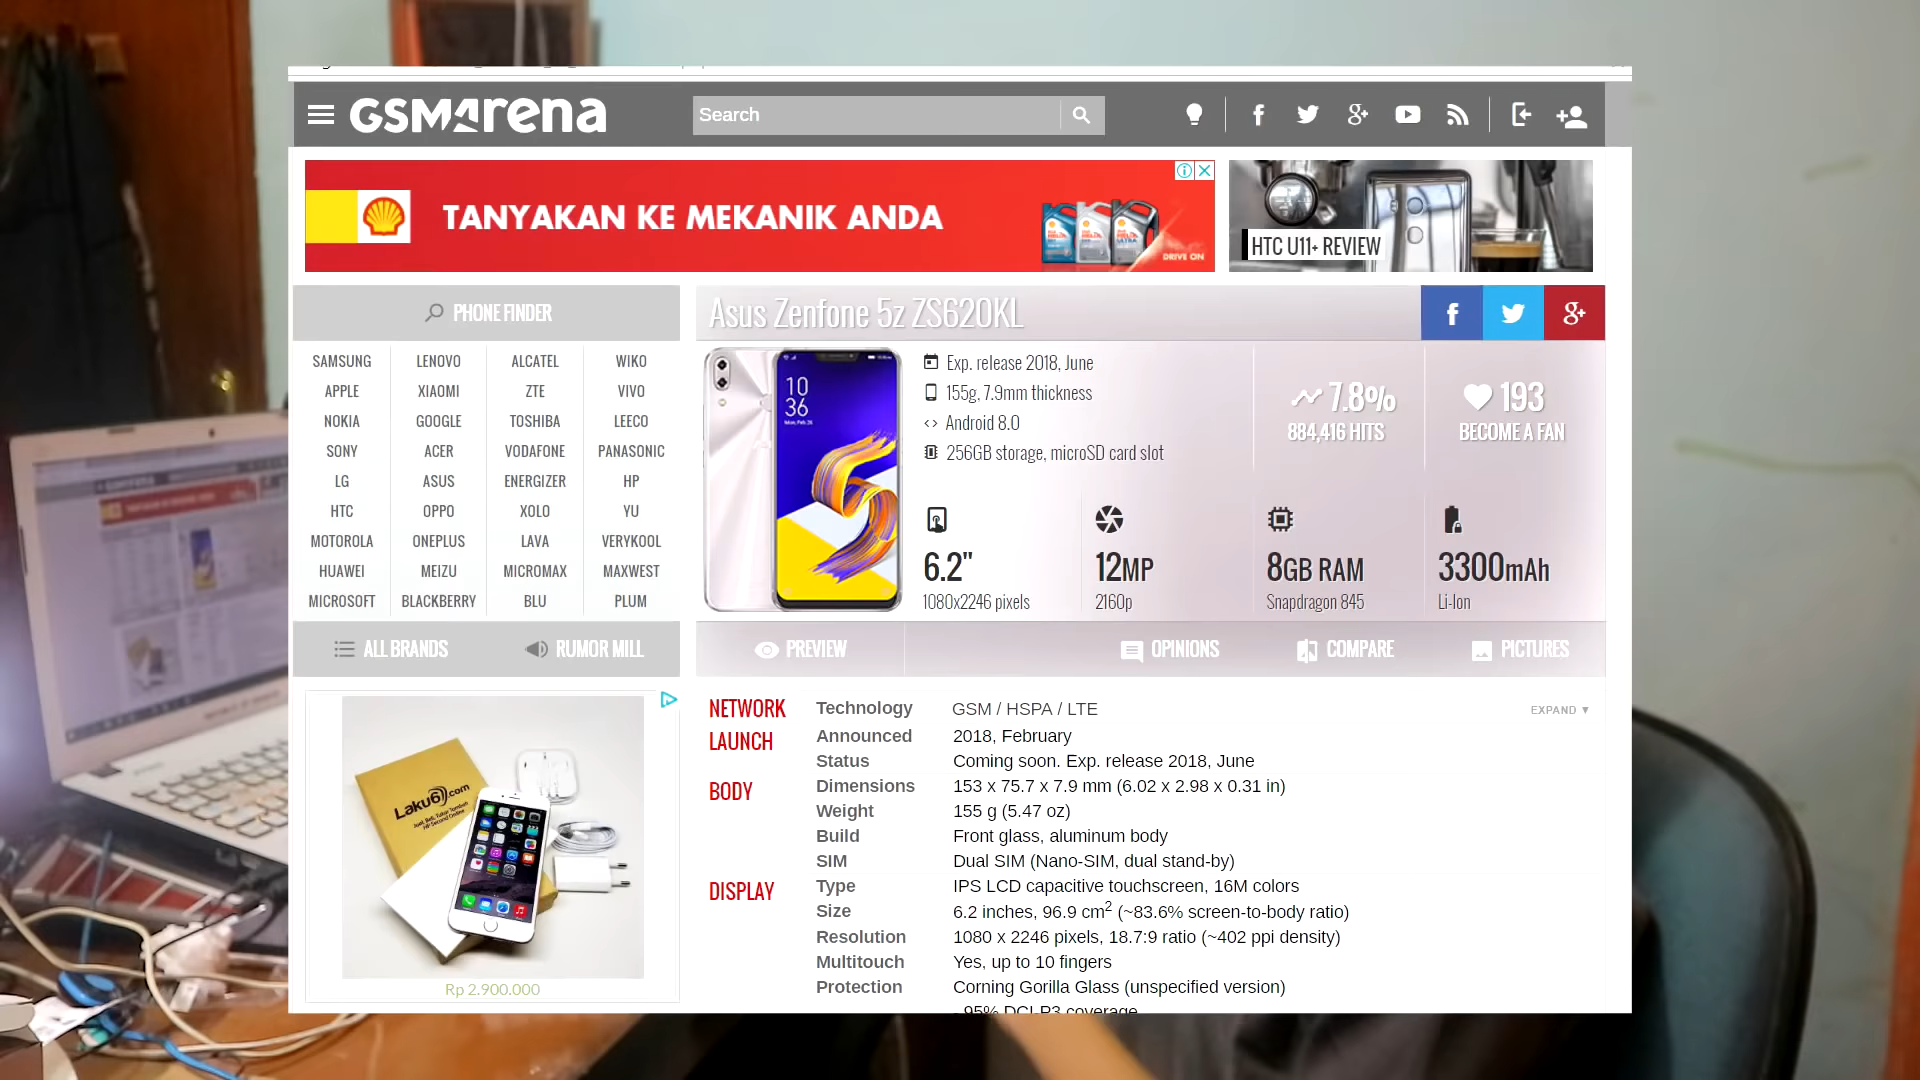 GSMArena
Search
TANYAKAN KE MEKANIK ANDA
DRIVE ON
HTC U11+ REVIEW
PHONE FINDER
SAMSUNG LENOVO ALCATEL WIKO
APPLE XIAOMI ZTE VIVO
NOKIA GOOGLE TOSHIBA LEECO
SONY ACER VODAFONE PANASONIC
LG ASUS ENERGIZER HP
HTC OPPO XOLO YU
MOTOROLA ONEPLUS LAVA VERYKOOL
HUAWEI MEIZU MICROMAX MAXWEST
MICROSOFT BLACKBERRY BLU PLUM
ALL BRANDS RUMOR MILL
Laku6.com
Rp 2.900.000
Asus Zenfone 5z ZS620KL
10
36
Exp. release 2018, June
155g, 7.9mm thickness
Android 8.0
256GB storage, microSD card slot
7.8%
884,416 HITS
193
BECOME A FAN
6.2" 12MP 8GB RAM 3300mAh
1080x2246 pixels 2160p Snapdragon 845 Li-Ion
PREVIEW OPINIONS COMPARE PICTURES
NETWORK Technology GSM / HSPA / LTE EXPAND ▼
LAUNCH Announced 2018, February
Status Coming soon. Exp. release 2018, June
BODY Dimensions 153 x 75.7 x 7.9 mm (6.02 x 2.98 x 0.31 in)
Weight 155 g (5.47 oz)
Build Front glass, aluminum body
SIM Dual SIM (Nano-SIM, dual stand-by)
DISPLAY Type IPS LCD capacitive touchscreen, 16M colors
Size 6.2 inches, 96.9 cm2 (~83.6% screen-to-body ratio)
Resolution 1080 x 2246 pixels, 18.7:9 ratio (~402 ppi density)
Multitouch Yes, up to 10 fingers
Protection Corning Gorilla Glass (unspecified version)
- 95% DCI-P3 coverage